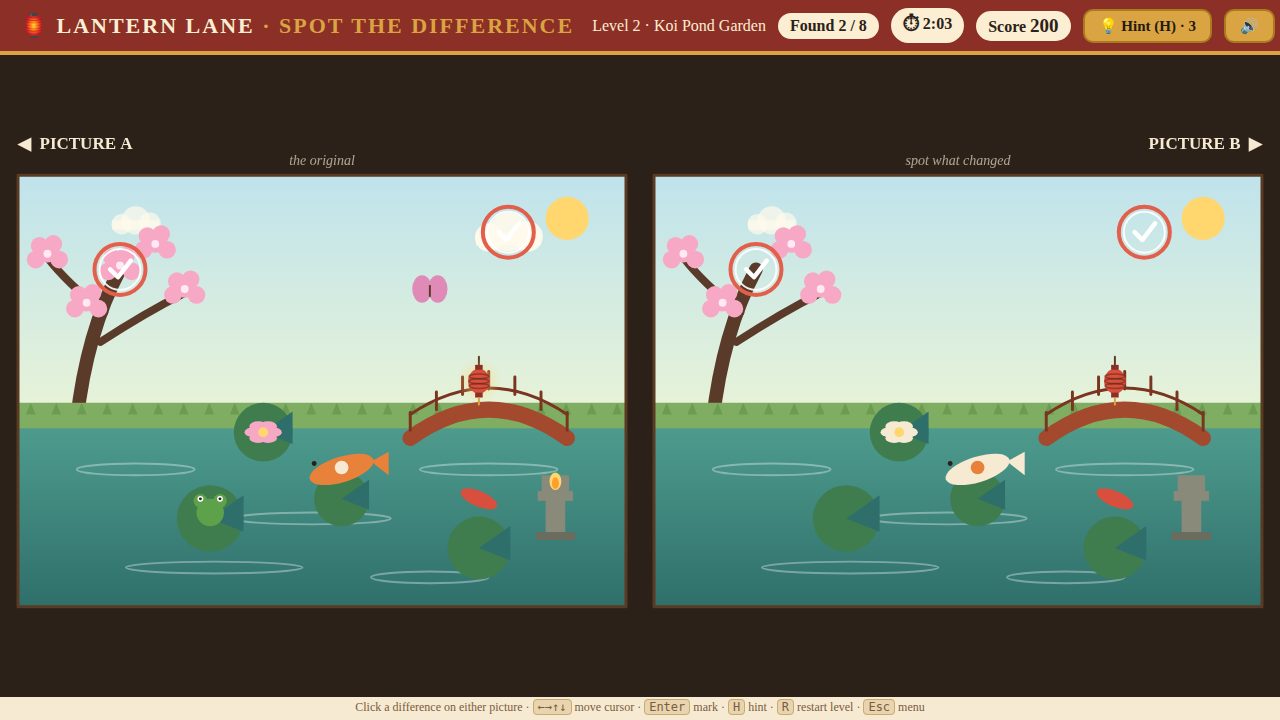 LANTERN LANE · SPOT THE DIFFERENCE
Level 2 · Koi Pond Garden
Found 2 / 8
⏱ 2:03
Score 200
💡 Hint (H) · 3
◀ PICTURE A
the original
PICTURE B ▶
spot what changed
Click a difference on either picture · ←→↑↓ move cursor · Enter mark · H hint · R restart level · Esc menu